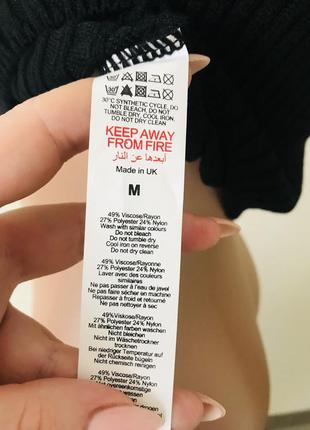 30°C SYNTHETIC CYCLE, DO
NOT BLEACH, DO NOT
TUMBLE DRY, COOL IRON,
DO NOT DRY CLEAN
KEEP AWAY
FROM FIRE
أبعدها عن النار
Made in UK
M
49% Viscose/Rayon
27% Polyester 24% Nylon
Wash with similar colours
Do not bleach
Do not tumble dry
Cool iron on reverse
Do not dry clean
49% Viscose/Rayonne
27% Polyester 24% Nylon
Laver avec des couleurs
similaires
Ne pas passer à l'eau de javel
Ne pas faire sécher en machine
Repasser à froid et retourné
Ne pas nettoyer à sec
49% Viskose/Rayon
27% Polyester 24% Nylon
Mit ähnlichen farben waschen
Nicht bleichen
Nicht im Wäschetrockner
trocknen
Bei niedriger Temperatur auf
der Rückseite bügeln
Nicht chemisch reinigen
49% Viscose/Rayon
27% Polyester 24% Nylon
overeenkomstige
wassen